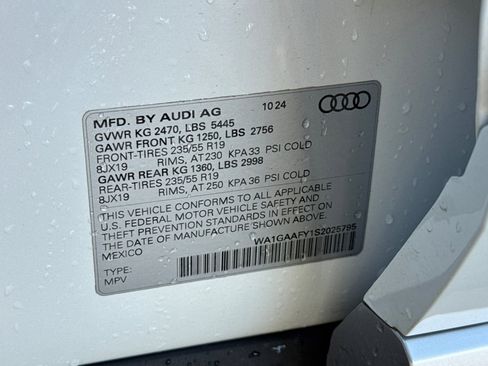 MFD. BY AUDI AG 10 24
GVWR KG 2470, LBS 5445
GAWR FRONT KG 1250, LBS 2756
FRONT-TIRES 235/55 R19
8JX19 RIMS, AT 230 KPA 33 PSI COLD
GAWR REAR KG 1360, LBS 2998
REAR-TIRES 235/55 R19
8JX19 RIMS, AT 250 KPA 36 PSI COLD
THIS VEHICLE CONFORMS TO ALL APPLICABLE
U.S. FEDERAL MOTOR VEHICLE SAFETY AND
THEFT PREVENTION STANDARDS IN EFFECT ON
THE DATE OF MANUFACTURE SHOWN ABOVE.
MEXICO
WA1GAAFY1S2025795
TYPE:
MPV